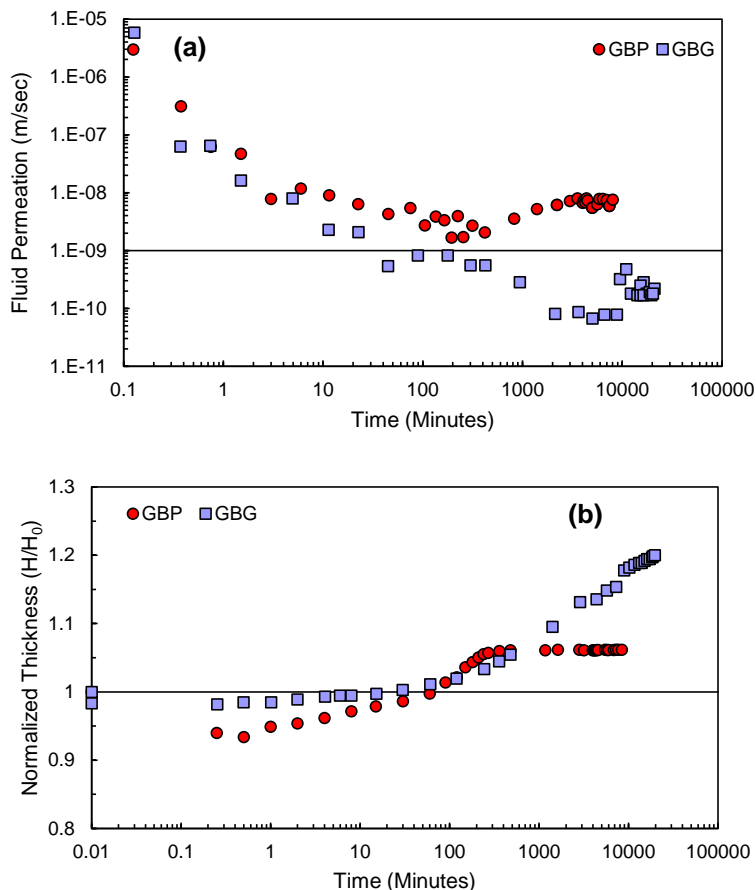 1.E-05
(a)
GBP GBG
1.E-06
1.E-07
1.E-08
1.E-09
1.E-10
1.E-11
Fluid Permeation (m/sec)
0.1 1 10 100 1000 10000 100000
Time (Minutes)
1.3
GBP GBG
(b)
1.2
1.1
1
0.9
0.8
Normalized Thickness (H/H₀)
0.01 0.1 1 10 100 1000 10000 100000
Time (Minutes)